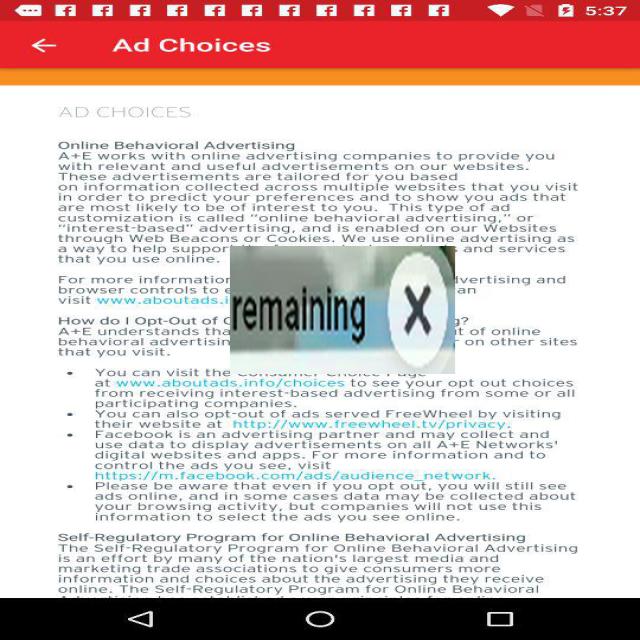 5:37
Ad Choices
AD CHOICES
Online Behavioral Advertising
A+E works with online advertising companies to provide you
with relevant and useful advertisements on our websites.
These advertisements are tailored for you based
on information collected across multiple websites that you visit
in order to predict your preferences and to show you ads that
are most likely to be of interest to you. This type of ad
customization is called “online behavioral advertising,” or
“interest-based” advertising, and is enabled on our Websites
through Web Beacons or Cookies. We use online advertising as
a way to help support and services
that you use online.
For more information advertising and
browser controls to
visit www.aboutads.i
remaining X
How do I Opt-Out of
A+E understands tha of online
behavioral advertisin on other sites
that you visit.
• You can visit the Consumer Choice Page
at www.aboutads.info/choices to see your opt out choices
from receiving interest-based advertising from some or all
participating companies.
• You can also opt-out of ads served FreeWheel by visiting
their website at http://www.freewheel.tv/privacy.
• Facebook is an advertising partner and may collect and
use data to display advertisements on all A+E Networks'
digital websites and apps. For more information and to
control the ads you see, visit
https://m.facebook.com/ads/audience_network.
• Please be aware that even if you opt out, you will still see
ads online, and in some cases data may be collected about
your browsing activity, but companies will not use this
information to select the ads you see online.
Self-Regulatory Program for Online Behavioral Advertising
The Self-Regulatory Program for Online Behavioral Advertising
is an effort by many of the nation's largest media and
marketing trade associations to give consumers more
information and choices about the advertising they receive
online. The Self-Regulatory Program for Online Behavioral